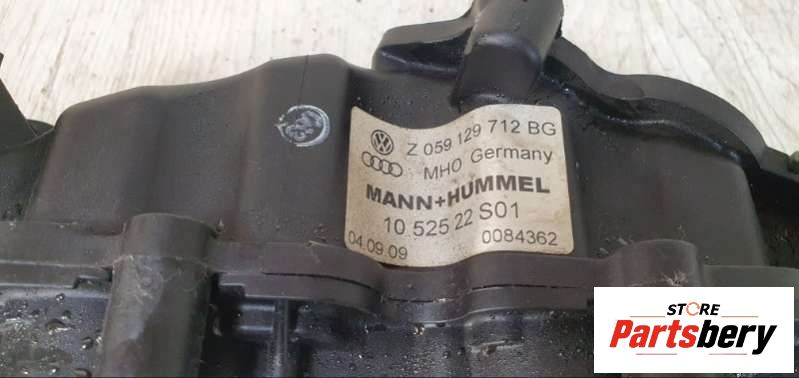 Z 059 129 712 BG
MHO Germany
MANN+HUMMEL
10 525 22 S01
04.09.09 0084362
STORE
Partsbery